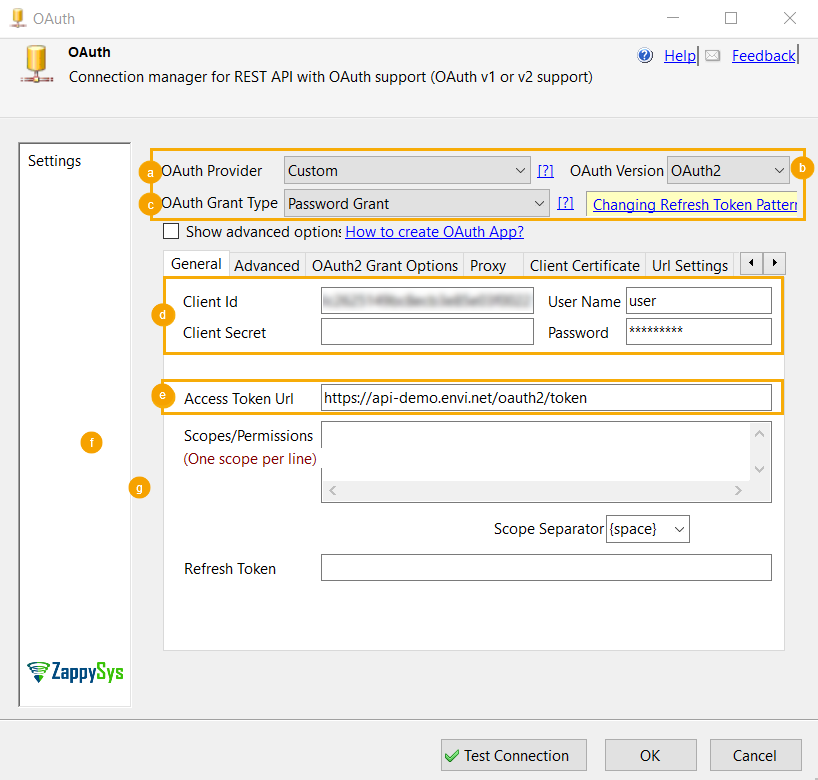 OAuth
OAuth
Connection manager for REST API with OAuth support (OAuth v1 or v2 support)
Help
Feedback
Settings
a OAuth Provider Custom [?] OAuth Version OAuth2 b
c OAuth Grant Type Password Grant [?] Changing Refresh Token Pattern
Show advanced options How to create OAuth App?
General Advanced OAuth2 Grant Options Proxy Client Certificate Url Settings
Client Id User Name user
d
Client Secret Password *********
e Access Token Url https://api-demo.envi.net/oauth2/token
Scopes/Permissions
f
(One scope per line)
g
Scope Separator {space}
Refresh Token
ZappySys
Test Connection OK Cancel